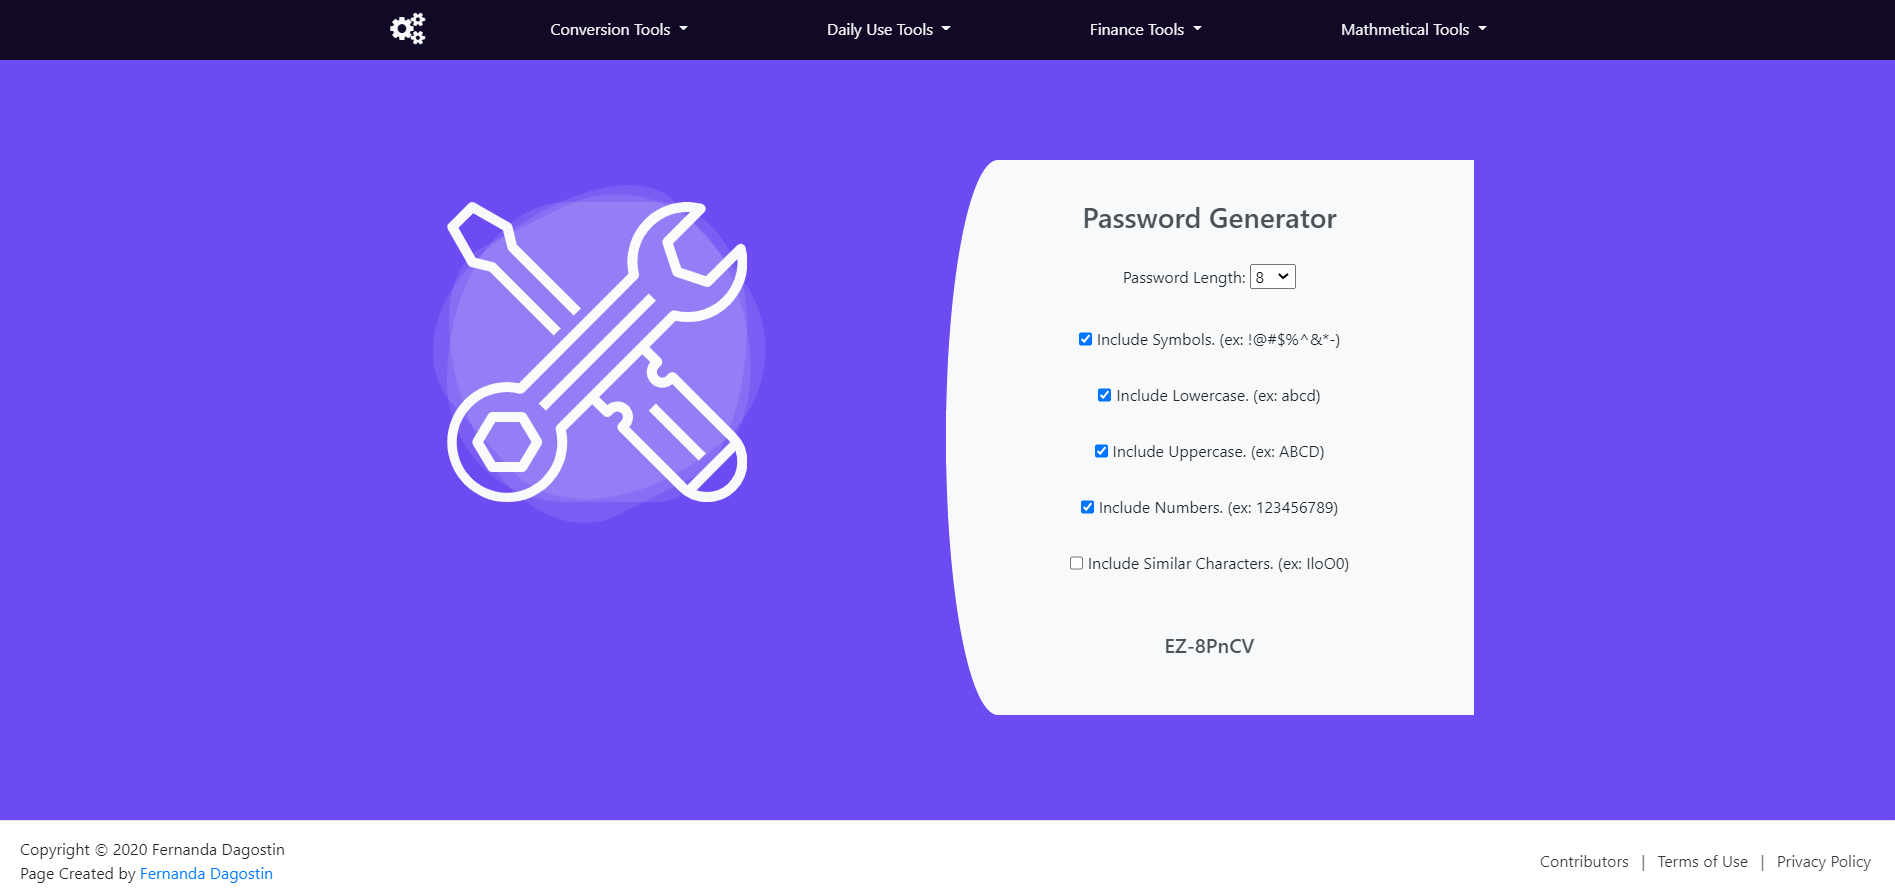 Conversion Tools
Daily Use Tools
Finance Tools
Mathmetical Tools
Password Generator
Password Length: 8
Include Symbols. (ex: !@#$%^&*-)
Include Lowercase. (ex: abcd)
Include Uppercase. (ex: ABCD)
Include Numbers. (ex: 123456789)
Include Similar Characters. (ex: IloO0)
EZ-8PnCV
Copyright © 2020 Fernanda Dagostin
Page Created by Fernanda Dagostin
Contributors | Terms of Use | Privacy Policy